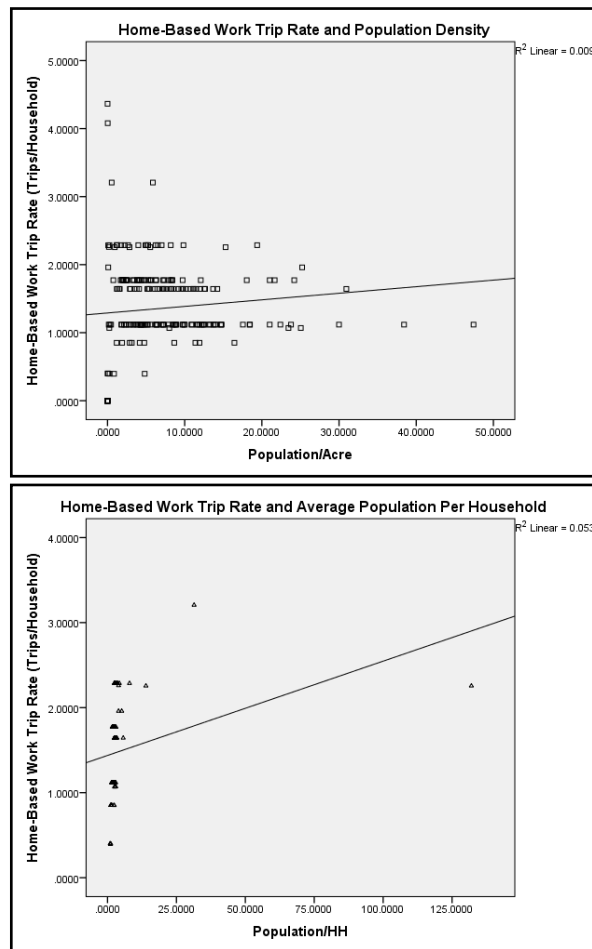 Home-Based Work Trip Rate and Population Density
R² Linear = 0.009
5.0000
4.0000
3.0000
2.0000
1.0000
.0000
Home-Based Work Trip Rate (Trips/Household)
.0000 10.0000 20.0000 30.0000 40.0000 50.0000
Population/Acre
Home-Based Work Trip Rate and Average Population Per Household
R² Linear = 0.053
4.0000
3.0000
2.0000
1.0000
.0000
Home-Based Work Trip Rate (Trips/Household)
.0000 25.0000 50.0000 75.0000 100.0000 125.0000
Population/HH